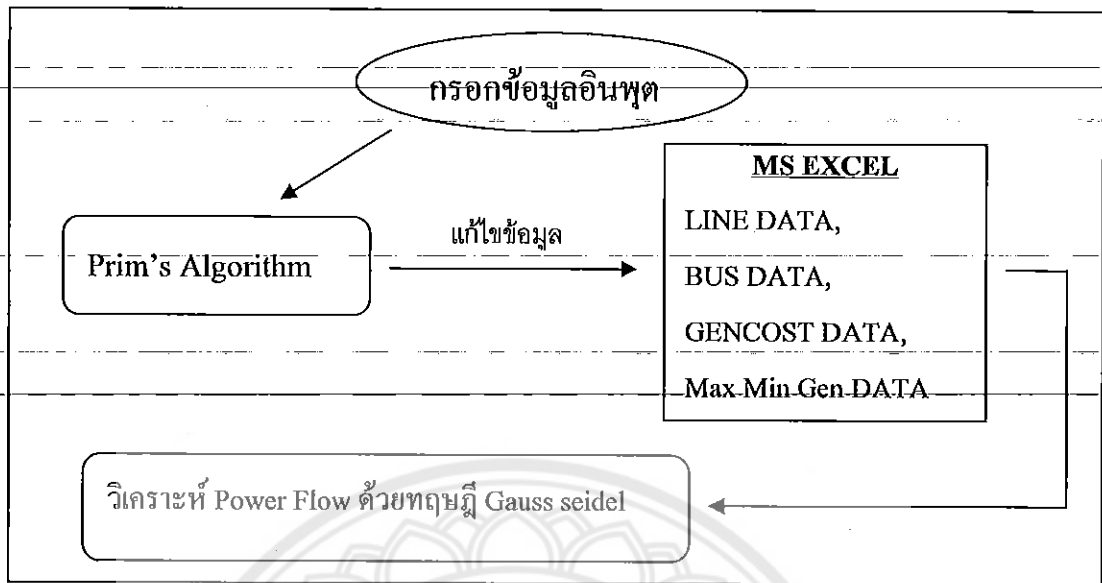 กรอกข้อมูลอินพุต
Prim's Algorithm
แก้ไขข้อมูล
MS EXCEL
LINE DATA,
BUS DATA,
GENCOST DATA,
Max Min Gen DATA
วิเคราะห์ Power Flow ด้วยทฤษฎี Gauss seidel